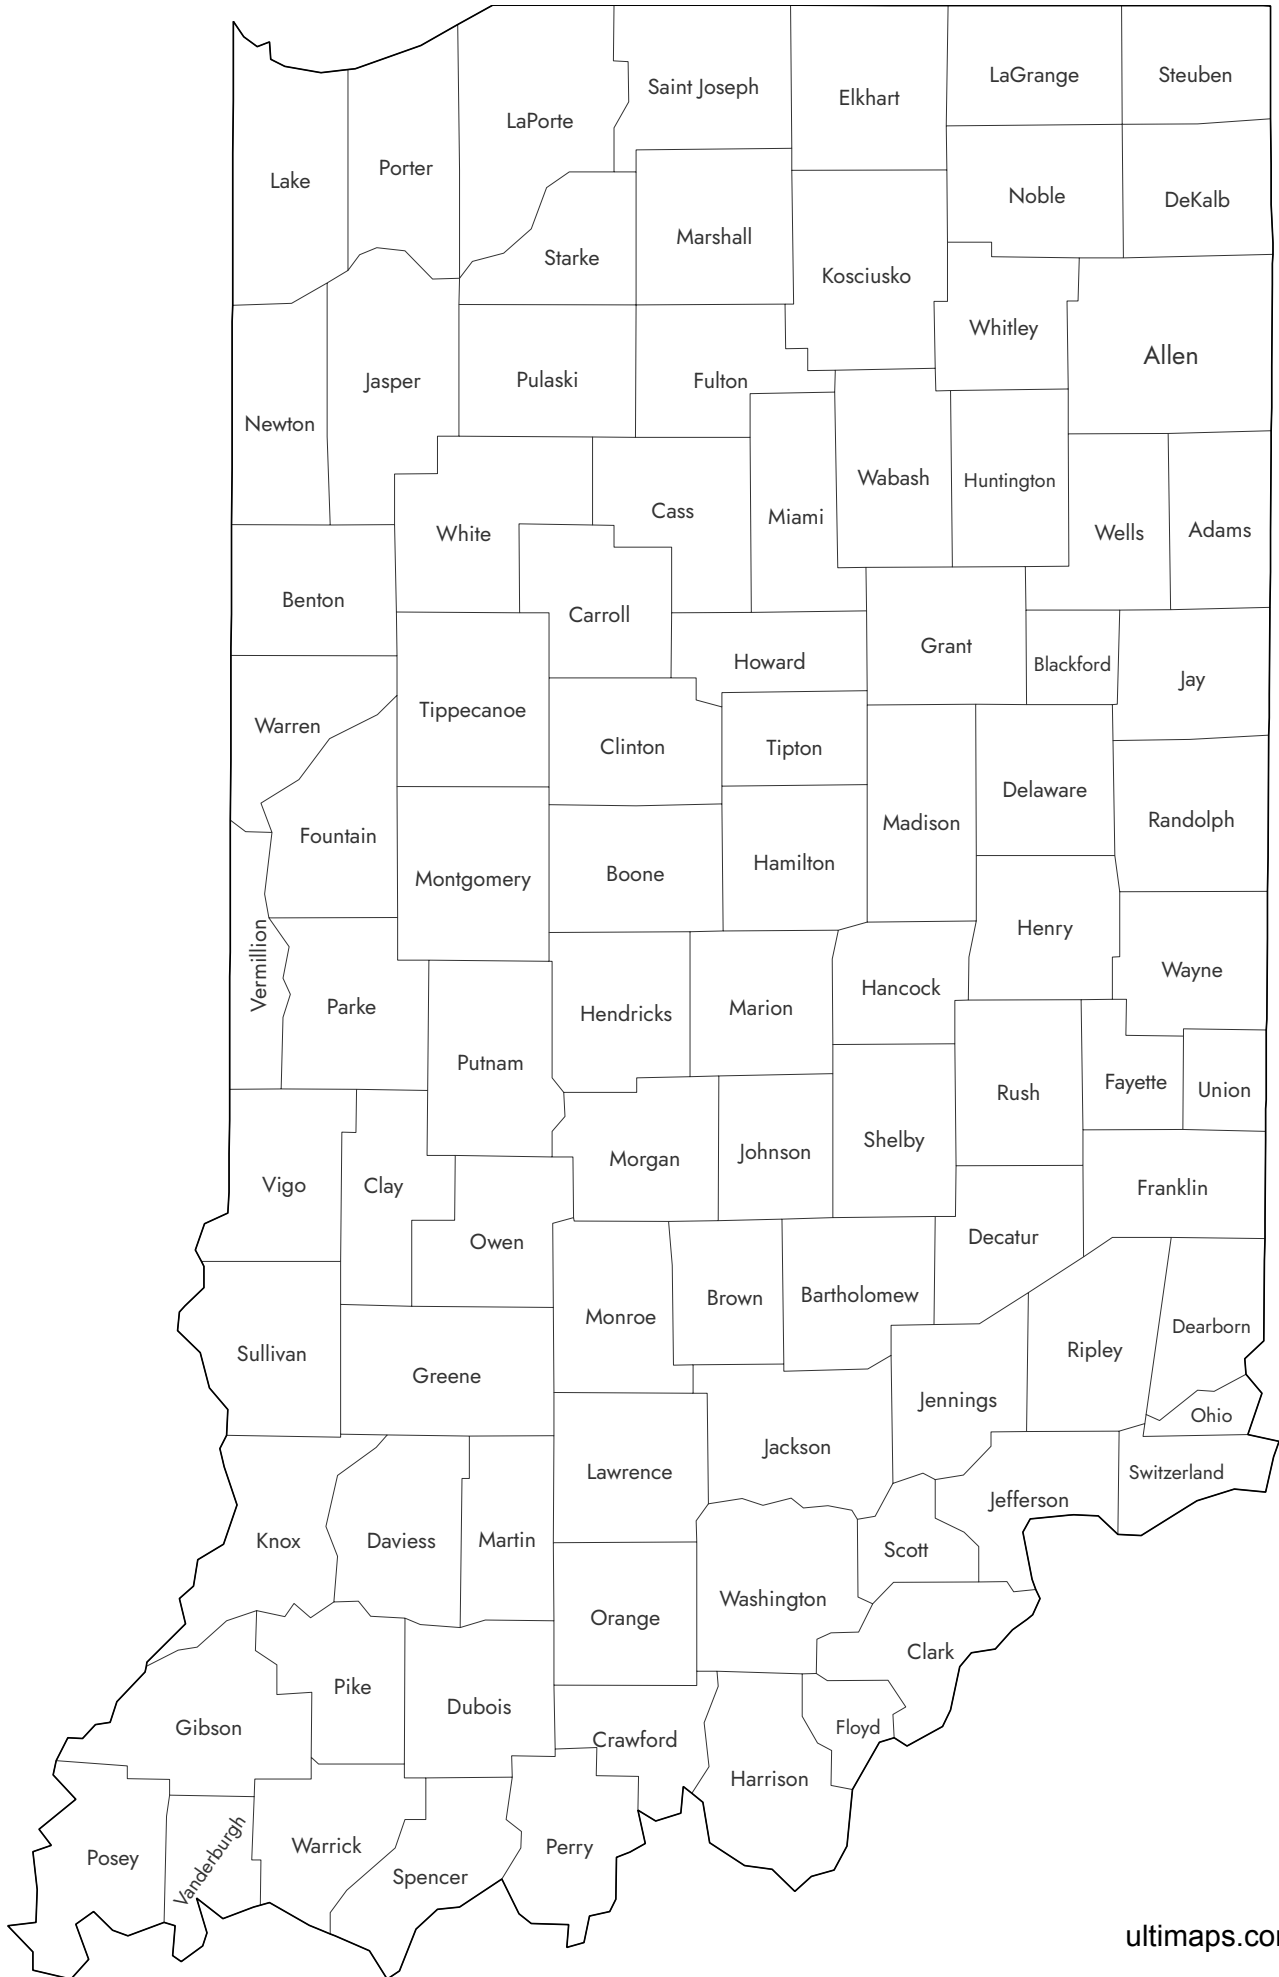 LaGrange
Steuben
Saint Joseph
Elkhart
LaPorte
Porter
Lake
Noble
DeKalb
Marshall
Starke
Kosciusko
Whitley
Allen
Jasper
Pulaski
Fulton
Newton
Wabash
Huntington
Cass
Miami
White
Wells
Adams
Benton
Carroll
Grant
Howard
Blackford
Jay
Tippecanoe
Warren
Clinton
Tipton
Delaware
Madison
Randolph
Fountain
Hamilton
Boone
Montgomery
Henry
Vermillion
Wayne
Hancock
Parke
Marion
Hendricks
Putnam
Fayette
Union
Rush
Shelby
Johnson
Morgan
Vigo
Clay
Franklin
Decatur
Owen
Brown
Bartholomew
Monroe
Dearborn
Ripley
Sullivan
Greene
Jennings
Ohio
Jackson
Lawrence
Switzerland
Jefferson
Knox
Daviess
Martin
Scott
Washington
Orange
Clark
Pike
Dubois
Gibson
Floyd
Crawford
Harrison
Vanderburgh
Warrick
Perry
Posey
Spencer
ultimaps.co